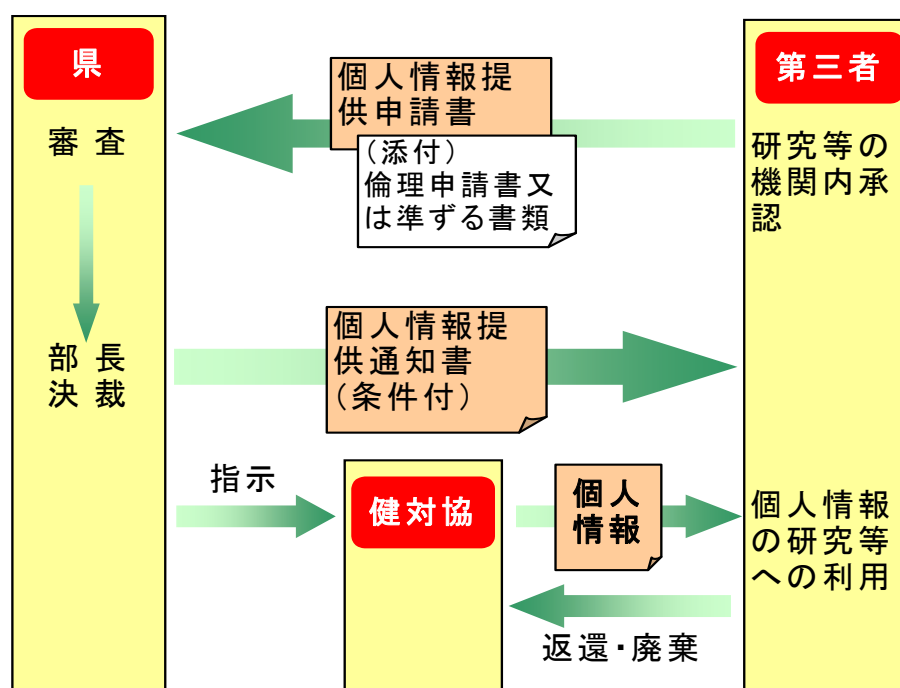 県
第三者
個人情報提
供申請書
(添付)
倫理申請書又
は準ずる書類
審査
研究等の
機関内承
認
部長
決裁
個人情報提
供通知書
(条件付)
指示
健対協
個人
情報
個人情報
の研究等
への利用
返還・廃棄